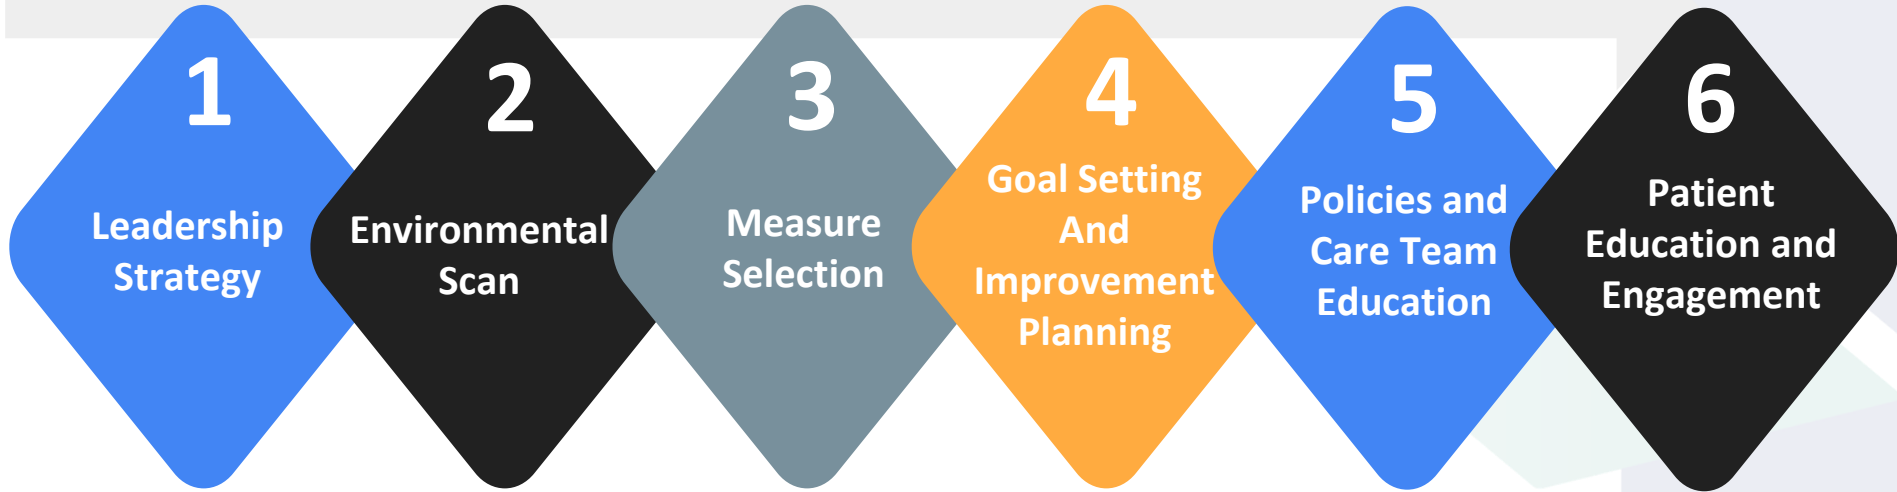 1
Leadership
Strategy
2
Environmental
Scan
3
Measure
Selection
4
Goal Setting
And
Improvement
Planning
5
Policies and
Care Team
Education
6
Patient
Education and
Engagement